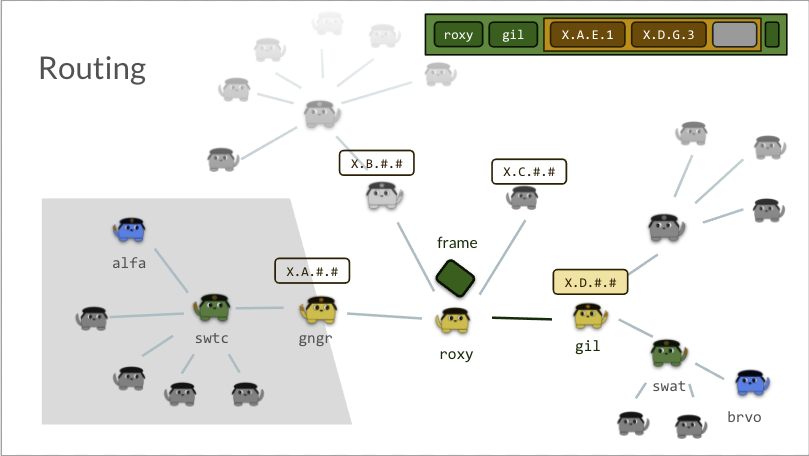 Routing
roxy gil X.A.E.1 X.D.G.3
X.B.#.#
X.C.#.#
alfa
frame
X.A.#.#
X.D.#.#
swtc
gngr
roxy
gil
swat
brvo